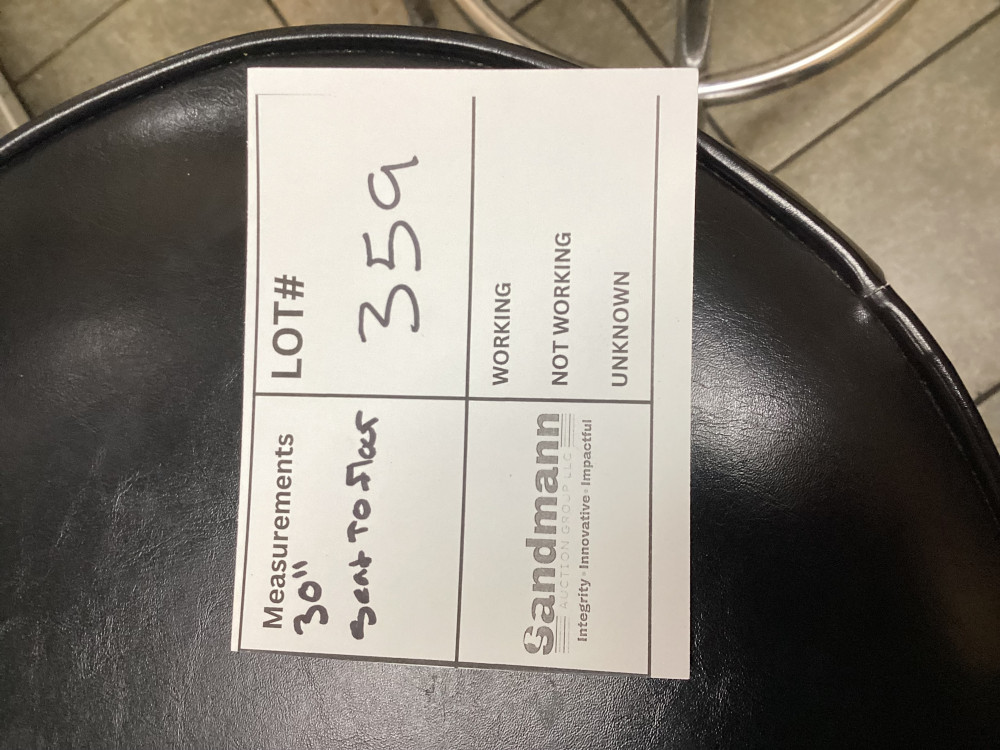 Measurements
30"
Seat TO floor
LOT#
359
Sandmann
AUCTION GROUP LLC
Integrity · Innovative · Impactful
WORKING
NOT WORKING
UNKNOWN